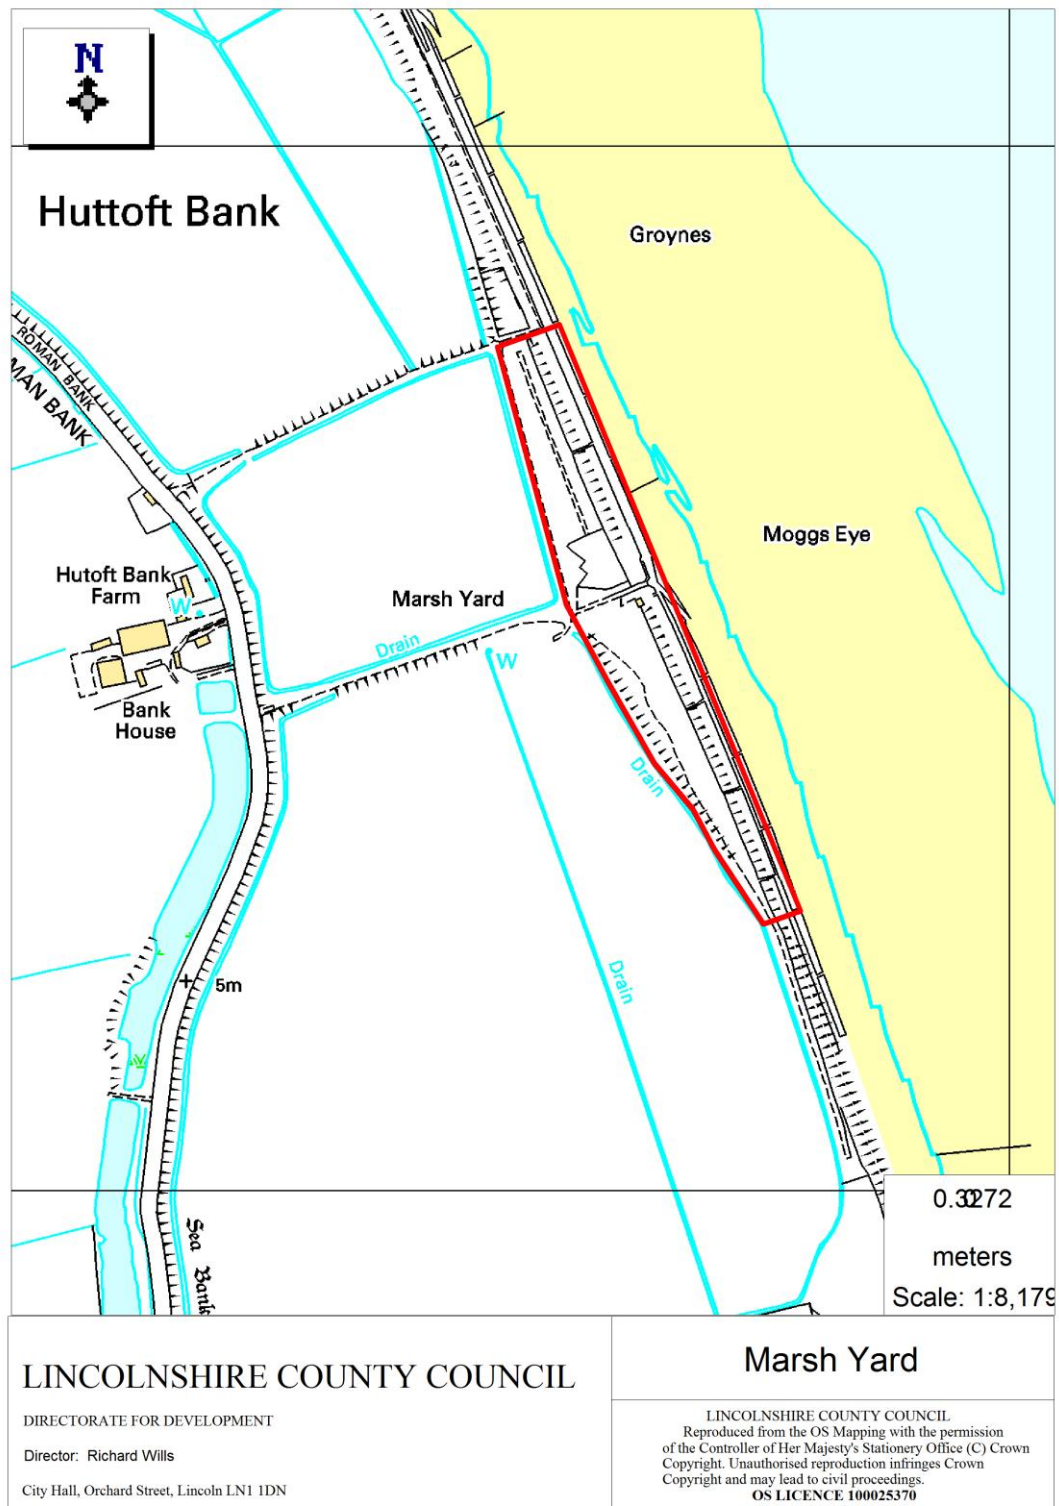 N
Huttoft Bank
Groynes
ROMAN BANK
MAN BANK
Moggs Eye
Hutoft Bank
Farm
W
Marsh Yard
Drain
W
Bank
House
Drain
5m
Drain
Sea Bank
meters
Scale: 1:8,179
LINCOLNSHIRE COUNTY COUNCIL
DIRECTORATE FOR DEVELOPMENT
Director: Richard Wills
City Hall, Orchard Street, Lincoln LN1 1DN
Marsh Yard
LINCOLNSHIRE COUNTY COUNCIL
Reproduced from the OS Mapping with the permission
of the Controller of Her Majesty's Stationery Office (C) Crown
Copyright. Unauthorised reproduction infringes Crown
Copyright and may lead to civil proceedings.
OS LICENCE 100025370